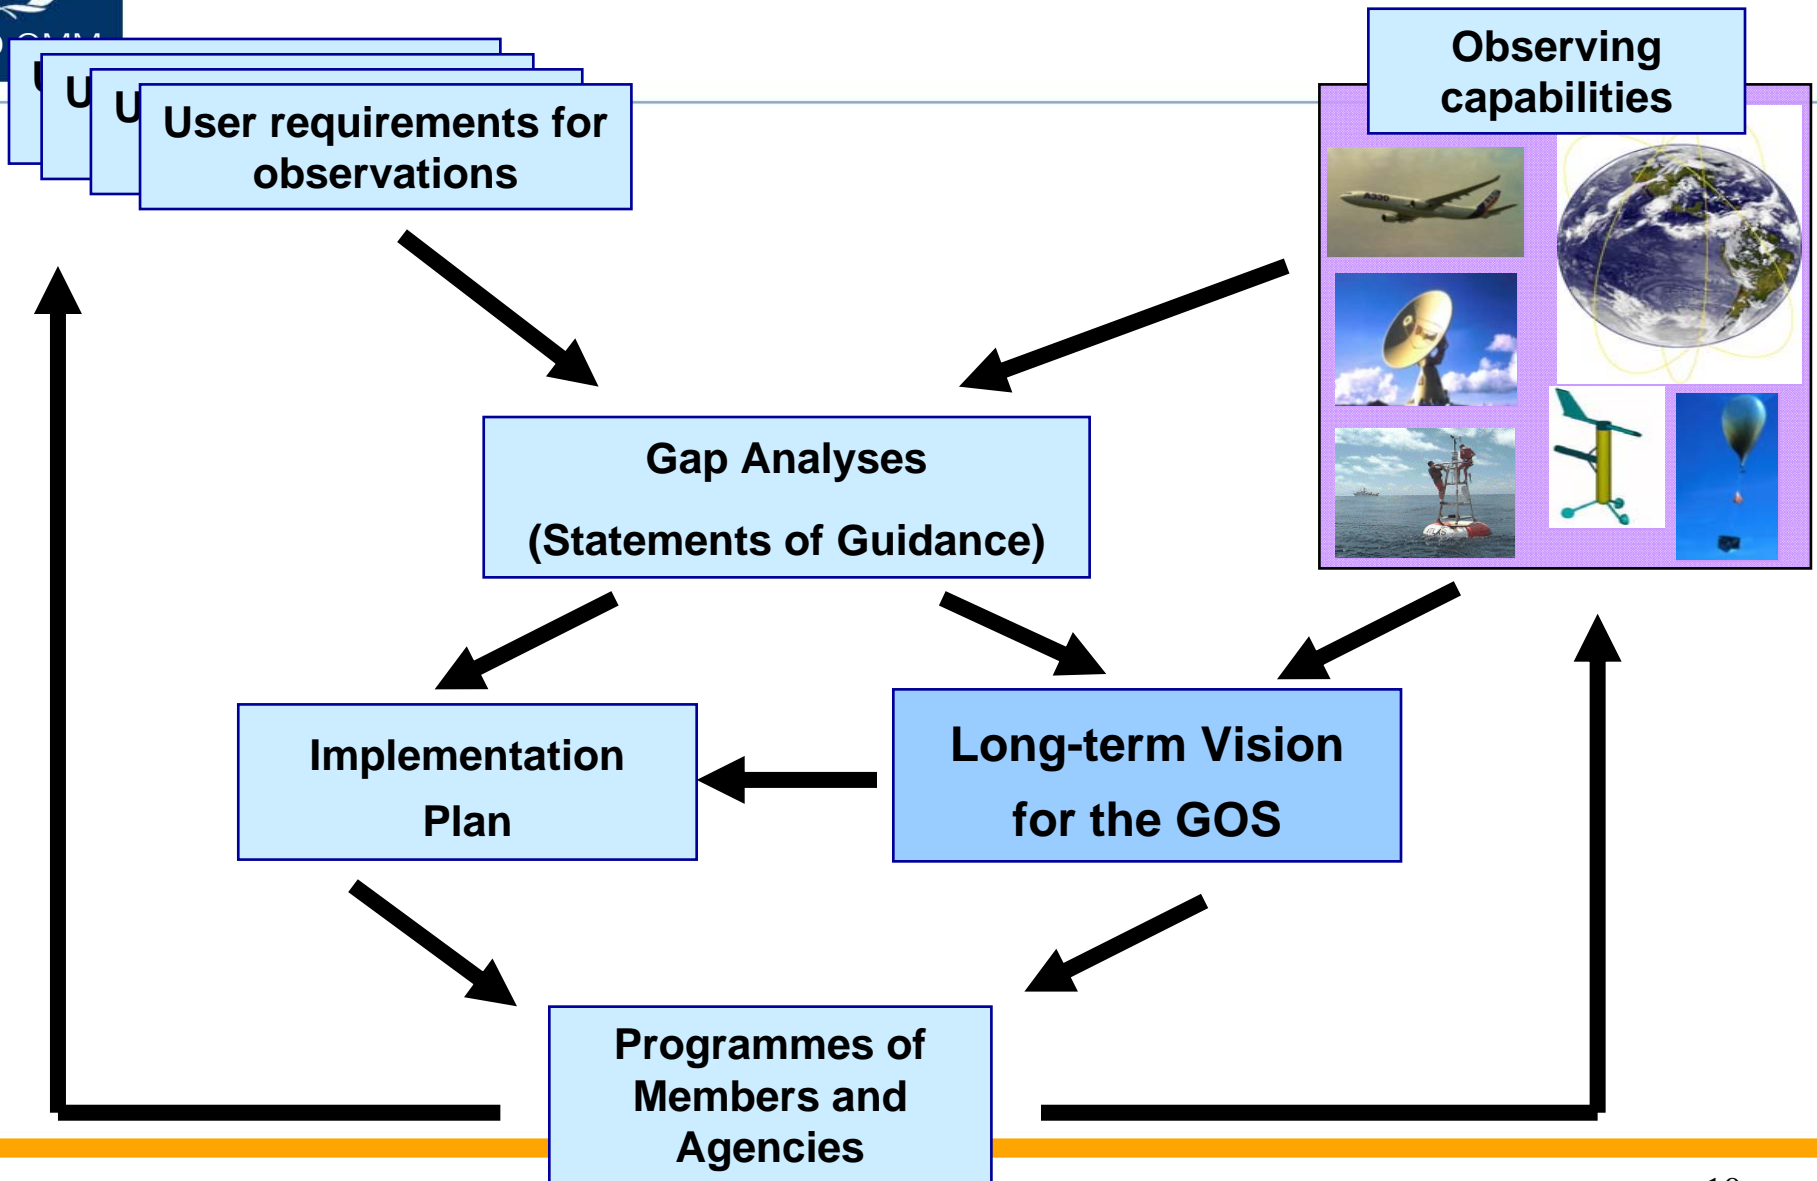 User requirements for
observations
Observing
capabilities
A330
Gap Analyses
(Statements of Guidance)
Implementation
Plan
Long-term Vision
for the GOS
Programmes of
Members and
Agencies